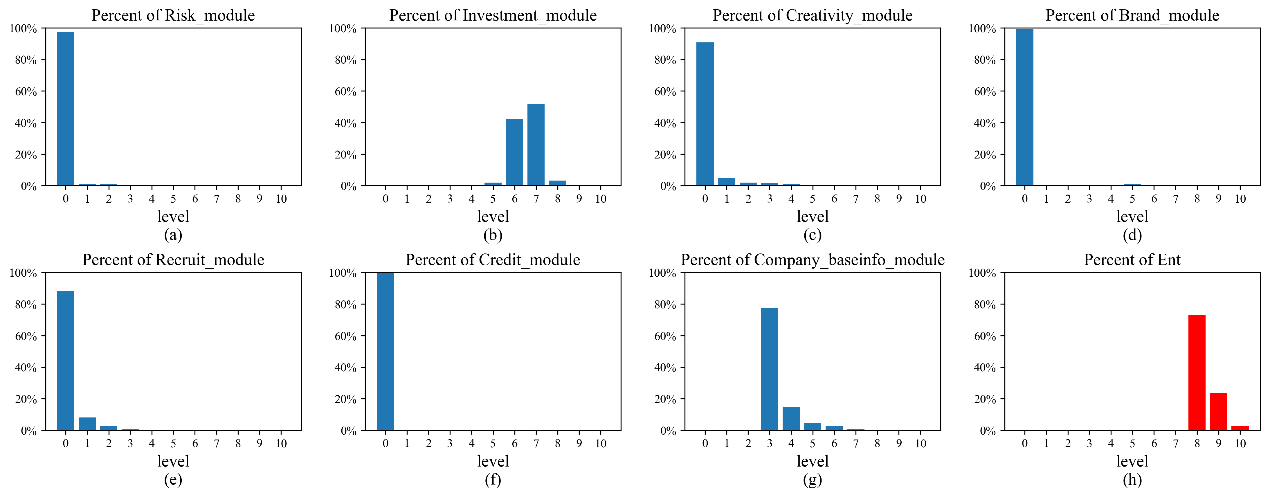 Percent of Risk_module
100%
80%
60%
40%
20%
0%
0 1 2 3 4 5 6 7 8 9 10
level
(a)
Percent of Investment_module
100%
80%
60%
40%
20%
0%
0 1 2 3 4 5 6 7 8 9 10
level
(b)
Percent of Creativity_module
100%
80%
60%
40%
20%
0%
0 1 2 3 4 5 6 7 8 9 10
level
(c)
Percent of Brand_module
100%
80%
60%
40%
20%
0%
0 1 2 3 4 5 6 7 8 9 10
level
(d)
Percent of Recruit_module
100%
80%
60%
40%
20%
0%
0 1 2 3 4 5 6 7 8 9 10
level
(e)
Percent of Credit_module
100%
80%
60%
40%
20%
0%
0 1 2 3 4 5 6 7 8 9 10
level
(f)
Percent of Company_baseinfo_module
100%
80%
60%
40%
20%
0%
0 1 2 3 4 5 6 7 8 9 10
level
(g)
Percent of Ent
100%
80%
60%
40%
20%
0%
0 1 2 3 4 5 6 7 8 9 10
level
(h)